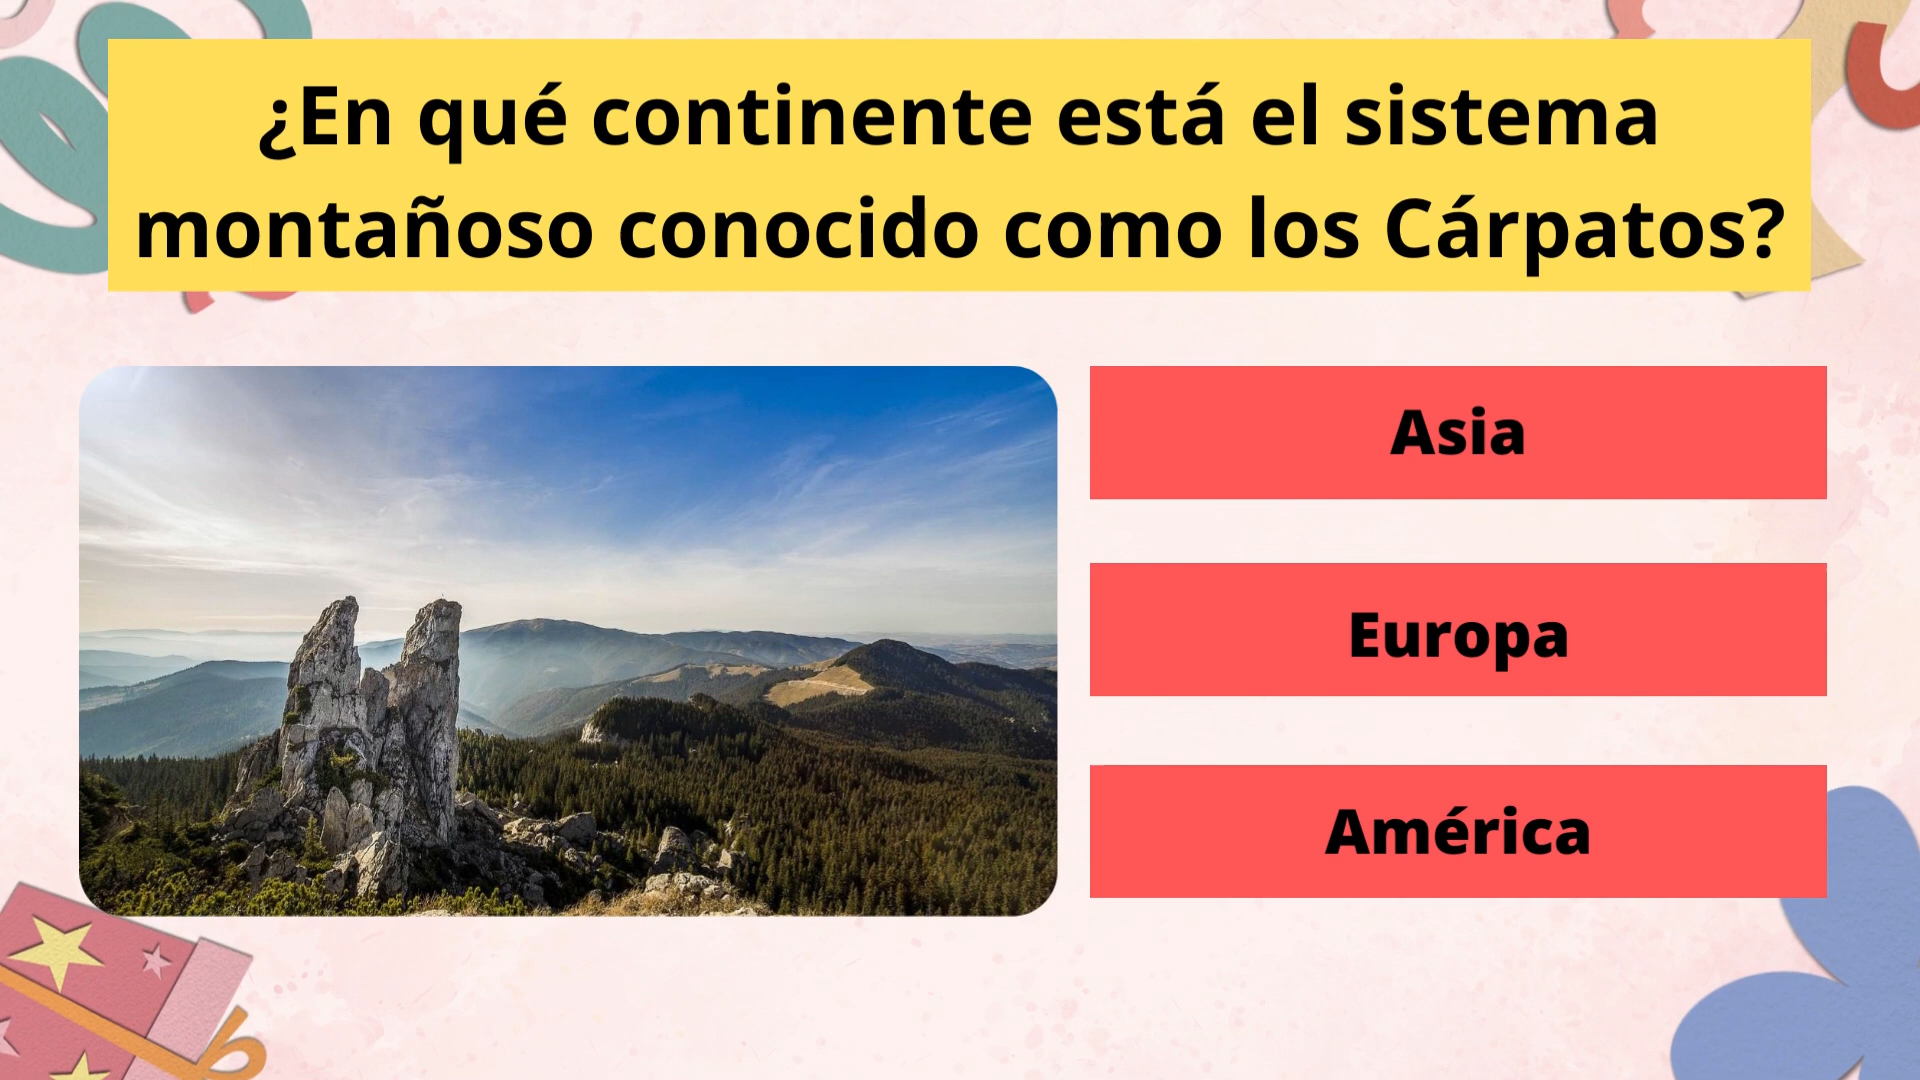 ¿En qué continente está el sistema
montañoso conocido como los Cárpatos?
Asia
Europa
América